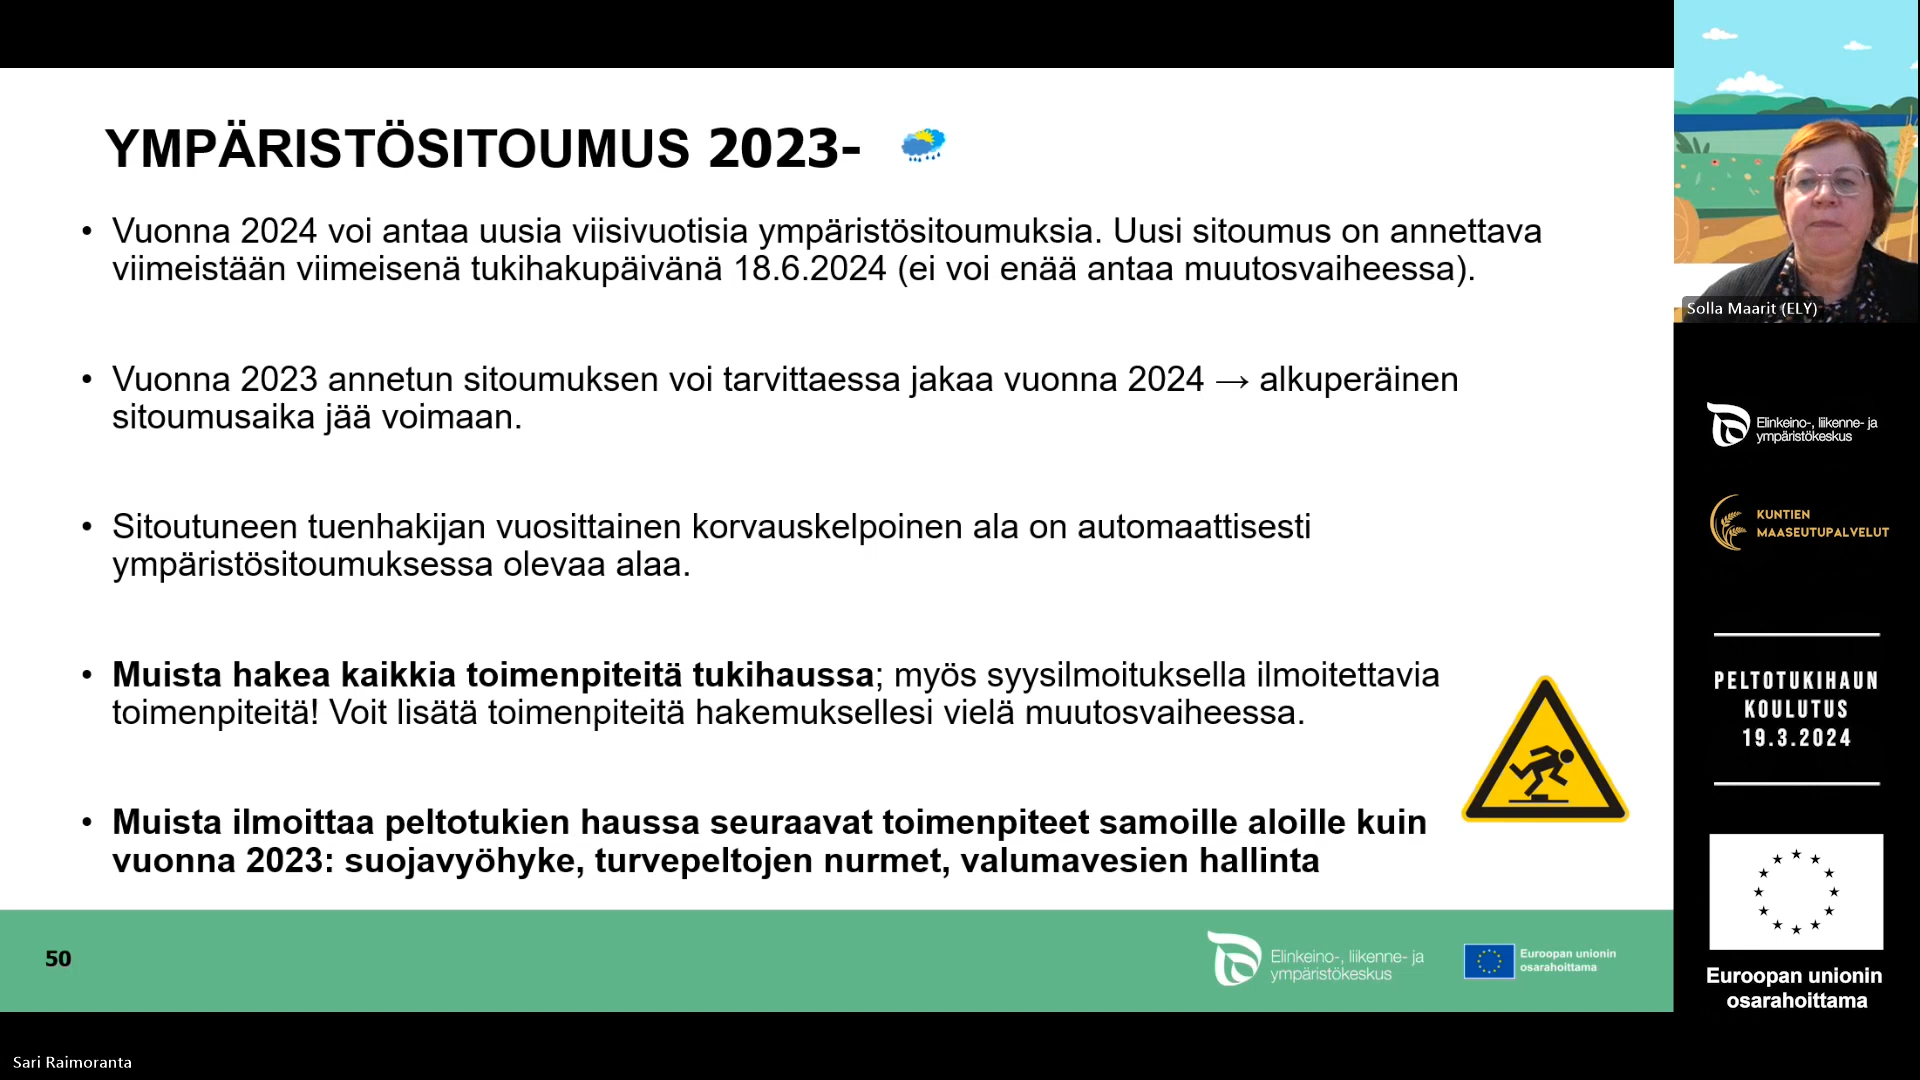 YMPÄRISTÖSITOUMUS 2023-
• Vuonna 2024 voi antaa uusia viisivuotisia ympäristösitoumuksia. Uusi sitoumus on annettava
viimeistään viimeisenä tukihakupäivänä 18.6.2024 (ei voi enää antaa muutosvaiheessa).
• Vuonna 2023 annetun sitoumuksen voi tarvittaessa jakaa vuonna 2024 → alkuperäinen
sitoumusaika jää voimaan.
• Sitoutuneen tuenhakijan vuosittainen korvauskelpoinen ala on automaattisesti
ympäristösitoumuksessa olevaa alaa.
• Muista hakea kaikkia toimenpiteitä tukihaussa; myös syysilmoituksella ilmoitettavia
toimenpiteitä! Voit lisätä toimenpiteitä hakemuksellesi vielä muutosvaiheessa.
• Muista ilmoittaa peltotukien haussa seuraavat toimenpiteet samoille aloille kuin
vuonna 2023: suojavyöhyke, turvepeltojen nurmet, valumavesien hallinta
50
Elinkeino-, liikenne- ja
ympäristökeskus
Euroopan unionin
osarahoittama
Solla Maarit (ELY)
Elinkeino-, liikenne- ja
ympäristökeskus
KUNTIEN
MAASEUTUPALVELUT
PELTOTUKIHAUN
KOULUTUS
19.3.2024
Euroopan unionin
osarahoittama
Sari Raimoranta